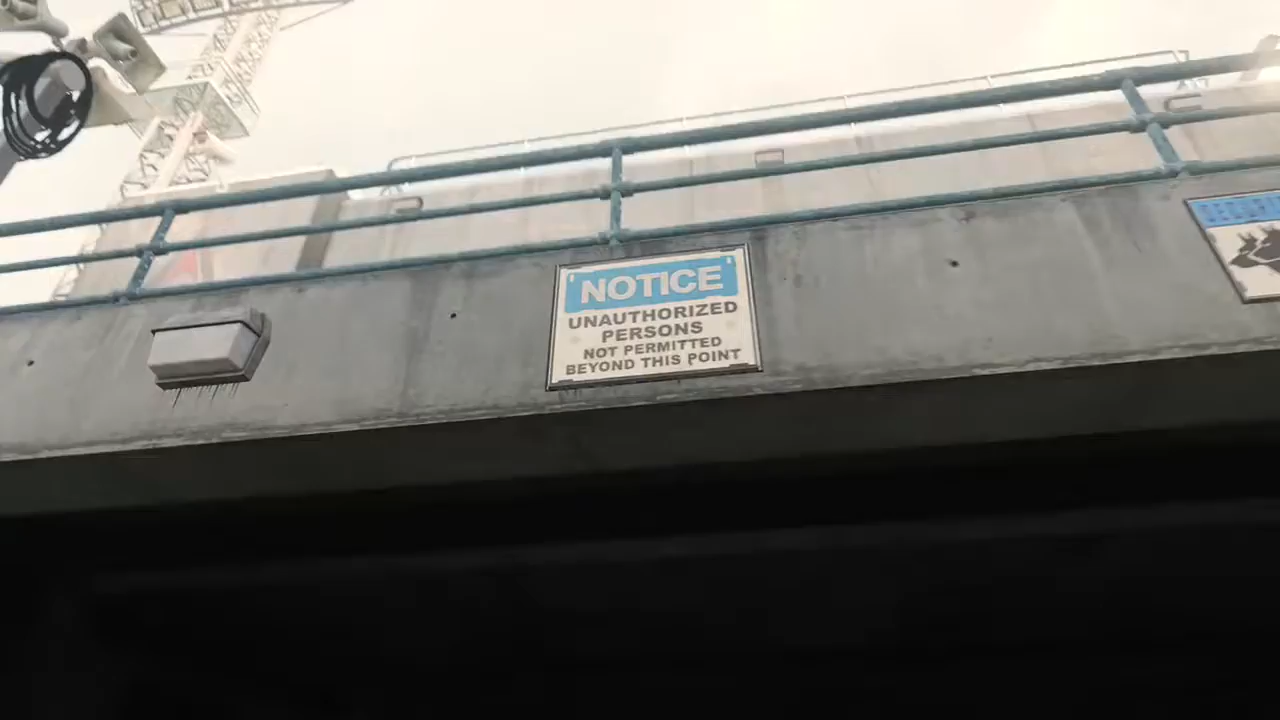 NOTICE
UNAUTHORIZED
PERSONS
NOT PERMITTED
BEYOND THIS POINT